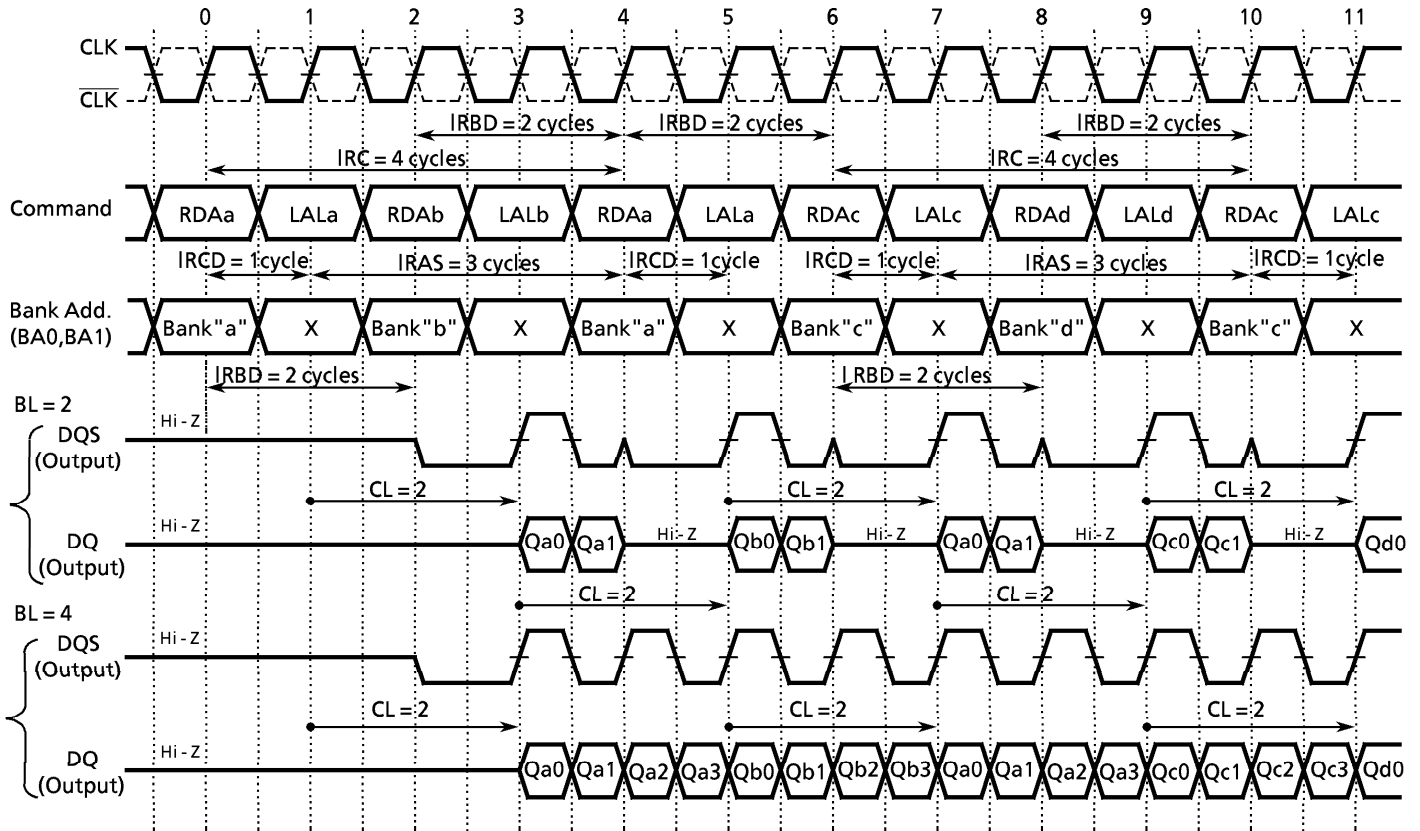 0 1 2 3 4 5 6 7 8 9 10 11
CLK
CLK
lRBD = 2 cycles lRBD = 2 cycles lRBD = 2 cycles
lRC = 4 cycles lRC = 4 cycles
Command RDAa LALa RDAb LALb RDAa LALa RDAc LALc RDAd LALd RDAc LALc
lRCD = 1cycle lRAS = 3 cycles lRCD = 1cycle lRCD = 1cycle lRAS = 3 cycles lRCD = 1cycle
Bank Add.
(BA0,BA1) Bank"a" X Bank"b" X Bank"a" X Bank"c" X Bank"d" X Bank"c" X
lRBD = 2 cycles lRBD = 2 cycles
BL = 2
Hi - Z
DQS
(Output)
CL = 2 CL = 2 CL = 2
Hi - Z
DQ Qa0 Qa1 Hi - Z Qb0 Qb1 Hi - Z Qa0 Qa1 Hi - Z Qc0 Qc1 Hi - Z Qd0
(Output)
CL = 2 CL = 2
BL = 4
Hi - Z
DQS
(Output)
CL = 2 CL = 2 CL = 2
Hi - Z
DQ Qa0 Qa1 Qa2 Qa3 Qb0 Qb1 Qb2 Qb3 Qa0 Qa1 Qa2 Qa3 Qc0 Qc1 Qc2 Qc3 Qd0
(Output)